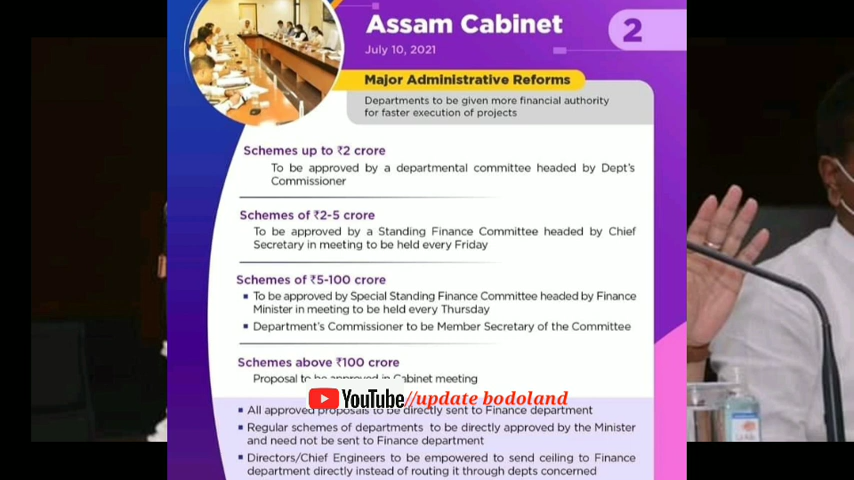 Assam Cabinet
2
July 10, 2021
Major Administrative Reforms
Departments to be given more financial authority
for faster execution of projects
Schemes up to ₹2 crore
To be approved by a departmental committee headed by Dept's
Commissioner
Schemes of ₹2-5 crore
To be approved by a Standing Finance Committee headed by Chief
Secretary in meeting to be held every Friday
Schemes of ₹5-100 crore
▪ To be approved by Special Standing Finance Committee headed by Finance
Minister in meeting to be held every Thursday
▪ Department's Commissioner to be Member Secretary of the Committee
Schemes above ₹100 crore
Proposal to be approved in Cabinet meeting
YouTube//update bodoland
▪ All approved proposals to be directly sent to Finance department
▪ Regular schemes of departments to be directly approved by the Minister
and need not be sent to Finance department
▪ Directors/Chief Engineers to be empowered to send ceiling to Finance
department directly instead of routing it through depts concerned